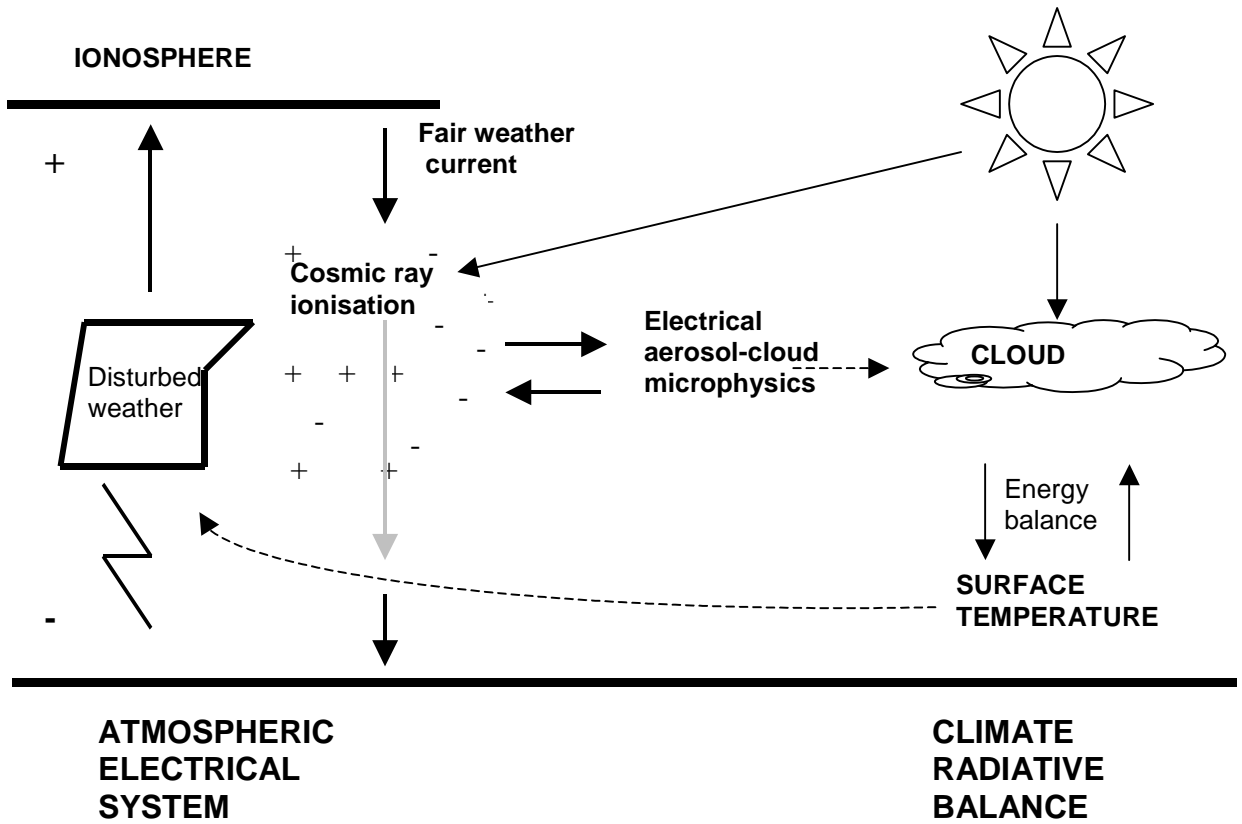 IONOSPHERE
Fair weather
current
+
+ -
Cosmic ray
ionisation
-
-
-
Electrical
aerosol-cloud
microphysics
CLOUD
Disturbed
weather
+ + +
-
-
-
+ +
Energy
balance
SURFACE
TEMPERATURE
-
ATMOSPHERIC
ELECTRICAL
SYSTEM
CLIMATE
RADIATIVE
BALANCE